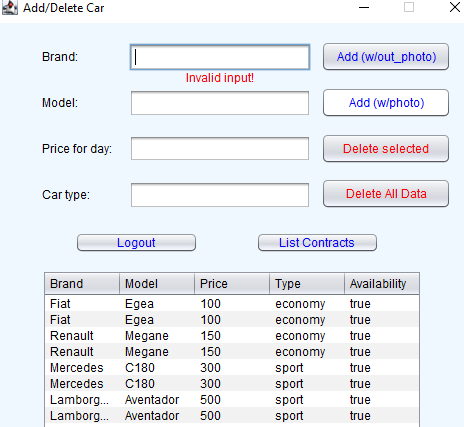 Add/Delete Car
Brand: Add (w/out_photo)
Invalid input!
Model: Add (w/photo)
Price for day: Delete selected
Car type: Delete All Data
Logout List Contracts
Brand Model Price Type Availability
Fiat Egea 100 economy true
Fiat Egea 100 economy true
Renault Megane 150 economy true
Renault Megane 150 economy true
Mercedes C180 300 sport true
Mercedes C180 300 sport true
Lamborg... Aventador 500 sport true
Lamborg... Aventador 500 sport true